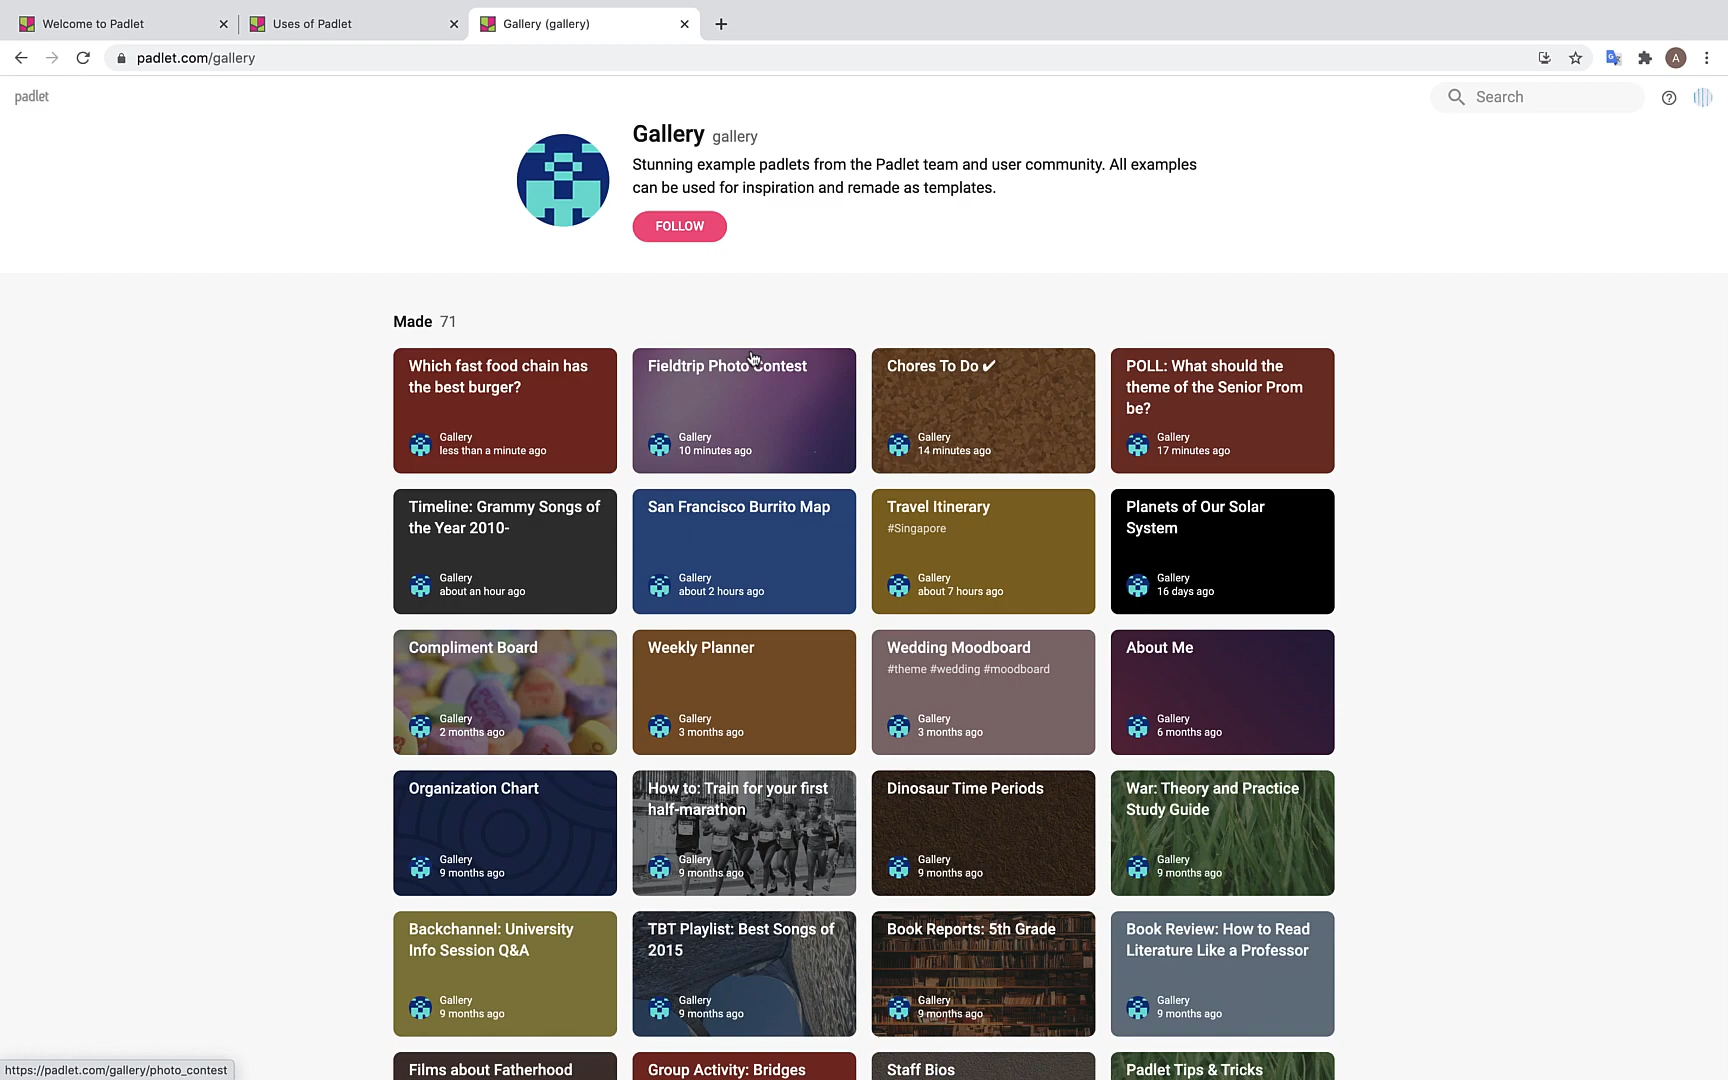 Welcome to Padlet
Uses of Padlet
Gallery (gallery)
padlet.com/gallery
A
padlet
Search
Gallery gallery
Stunning example padlets from the Padlet team and user community. All examples
can be used for inspiration and remade as templates.
FOLLOW
Made 71
Which fast food chain has
the best burger?
Gallery
less than a minute ago
Fieldtrip Photo Contest
Gallery
10 minutes ago
Chores To Do ✔
Gallery
14 minutes ago
POLL: What should the
theme of the Senior Prom
be?
Gallery
17 minutes ago
Timeline: Grammy Songs of
the Year 2010-
Gallery
about an hour ago
San Francisco Burrito Map
Gallery
about 2 hours ago
Travel Itinerary
#Singapore
Gallery
about 7 hours ago
Planets of Our Solar
System
Gallery
16 days ago
Compliment Board
Gallery
2 months ago
Weekly Planner
Gallery
3 months ago
Wedding Moodboard
#theme #wedding #moodboard
Gallery
3 months ago
About Me
Gallery
6 months ago
Organization Chart
Gallery
9 months ago
How to: Train for your first
half-marathon
Gallery
9 months ago
Dinosaur Time Periods
Gallery
9 months ago
War: Theory and Practice
Study Guide
Gallery
9 months ago
Backchannel: University
Info Session Q&A
Gallery
9 months ago
TBT Playlist: Best Songs of
2015
Gallery
9 months ago
Book Reports: 5th Grade
Gallery
9 months ago
Book Review: How to Read
Literature Like a Professor
Gallery
9 months ago
Films about Fatherhood
Group Activity: Bridges
Staff Bios
Padlet Tips & Tricks
https://padlet.com/gallery/photo_contest